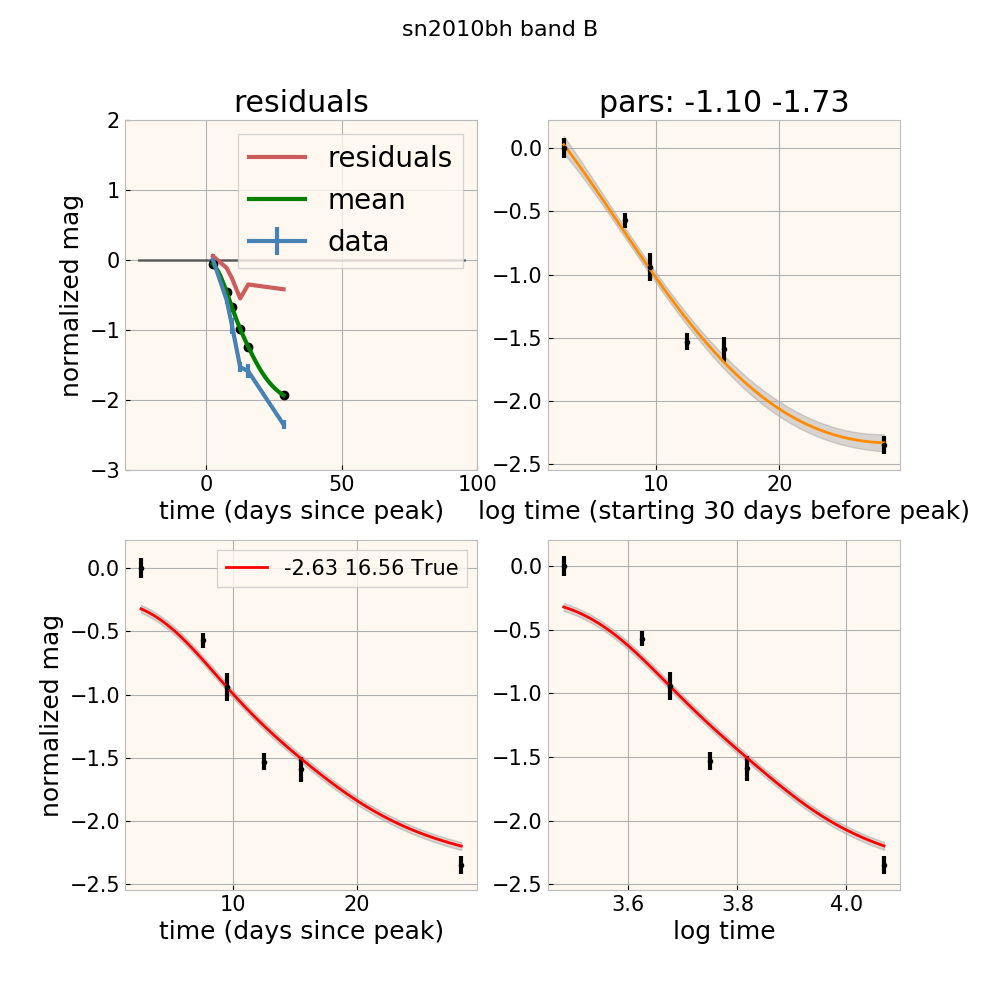 sn2010bh band B
residuals
pars: -1.10 -1.73
normalized mag
2
1
0
−1
−2
−3
residuals
mean
data
0
50
100
time (days since peak)
0.0
−0.5
−1.0
−1.5
−2.0
−2.5
10
20
log time (starting 30 days before peak)
normalized mag
0.0
−0.5
−1.0
−1.5
−2.0
−2.5
-2.63 16.56 True
10
20
time (days since peak)
0.0
−0.5
−1.0
−1.5
−2.0
−2.5
3.6
3.8
4.0
log time